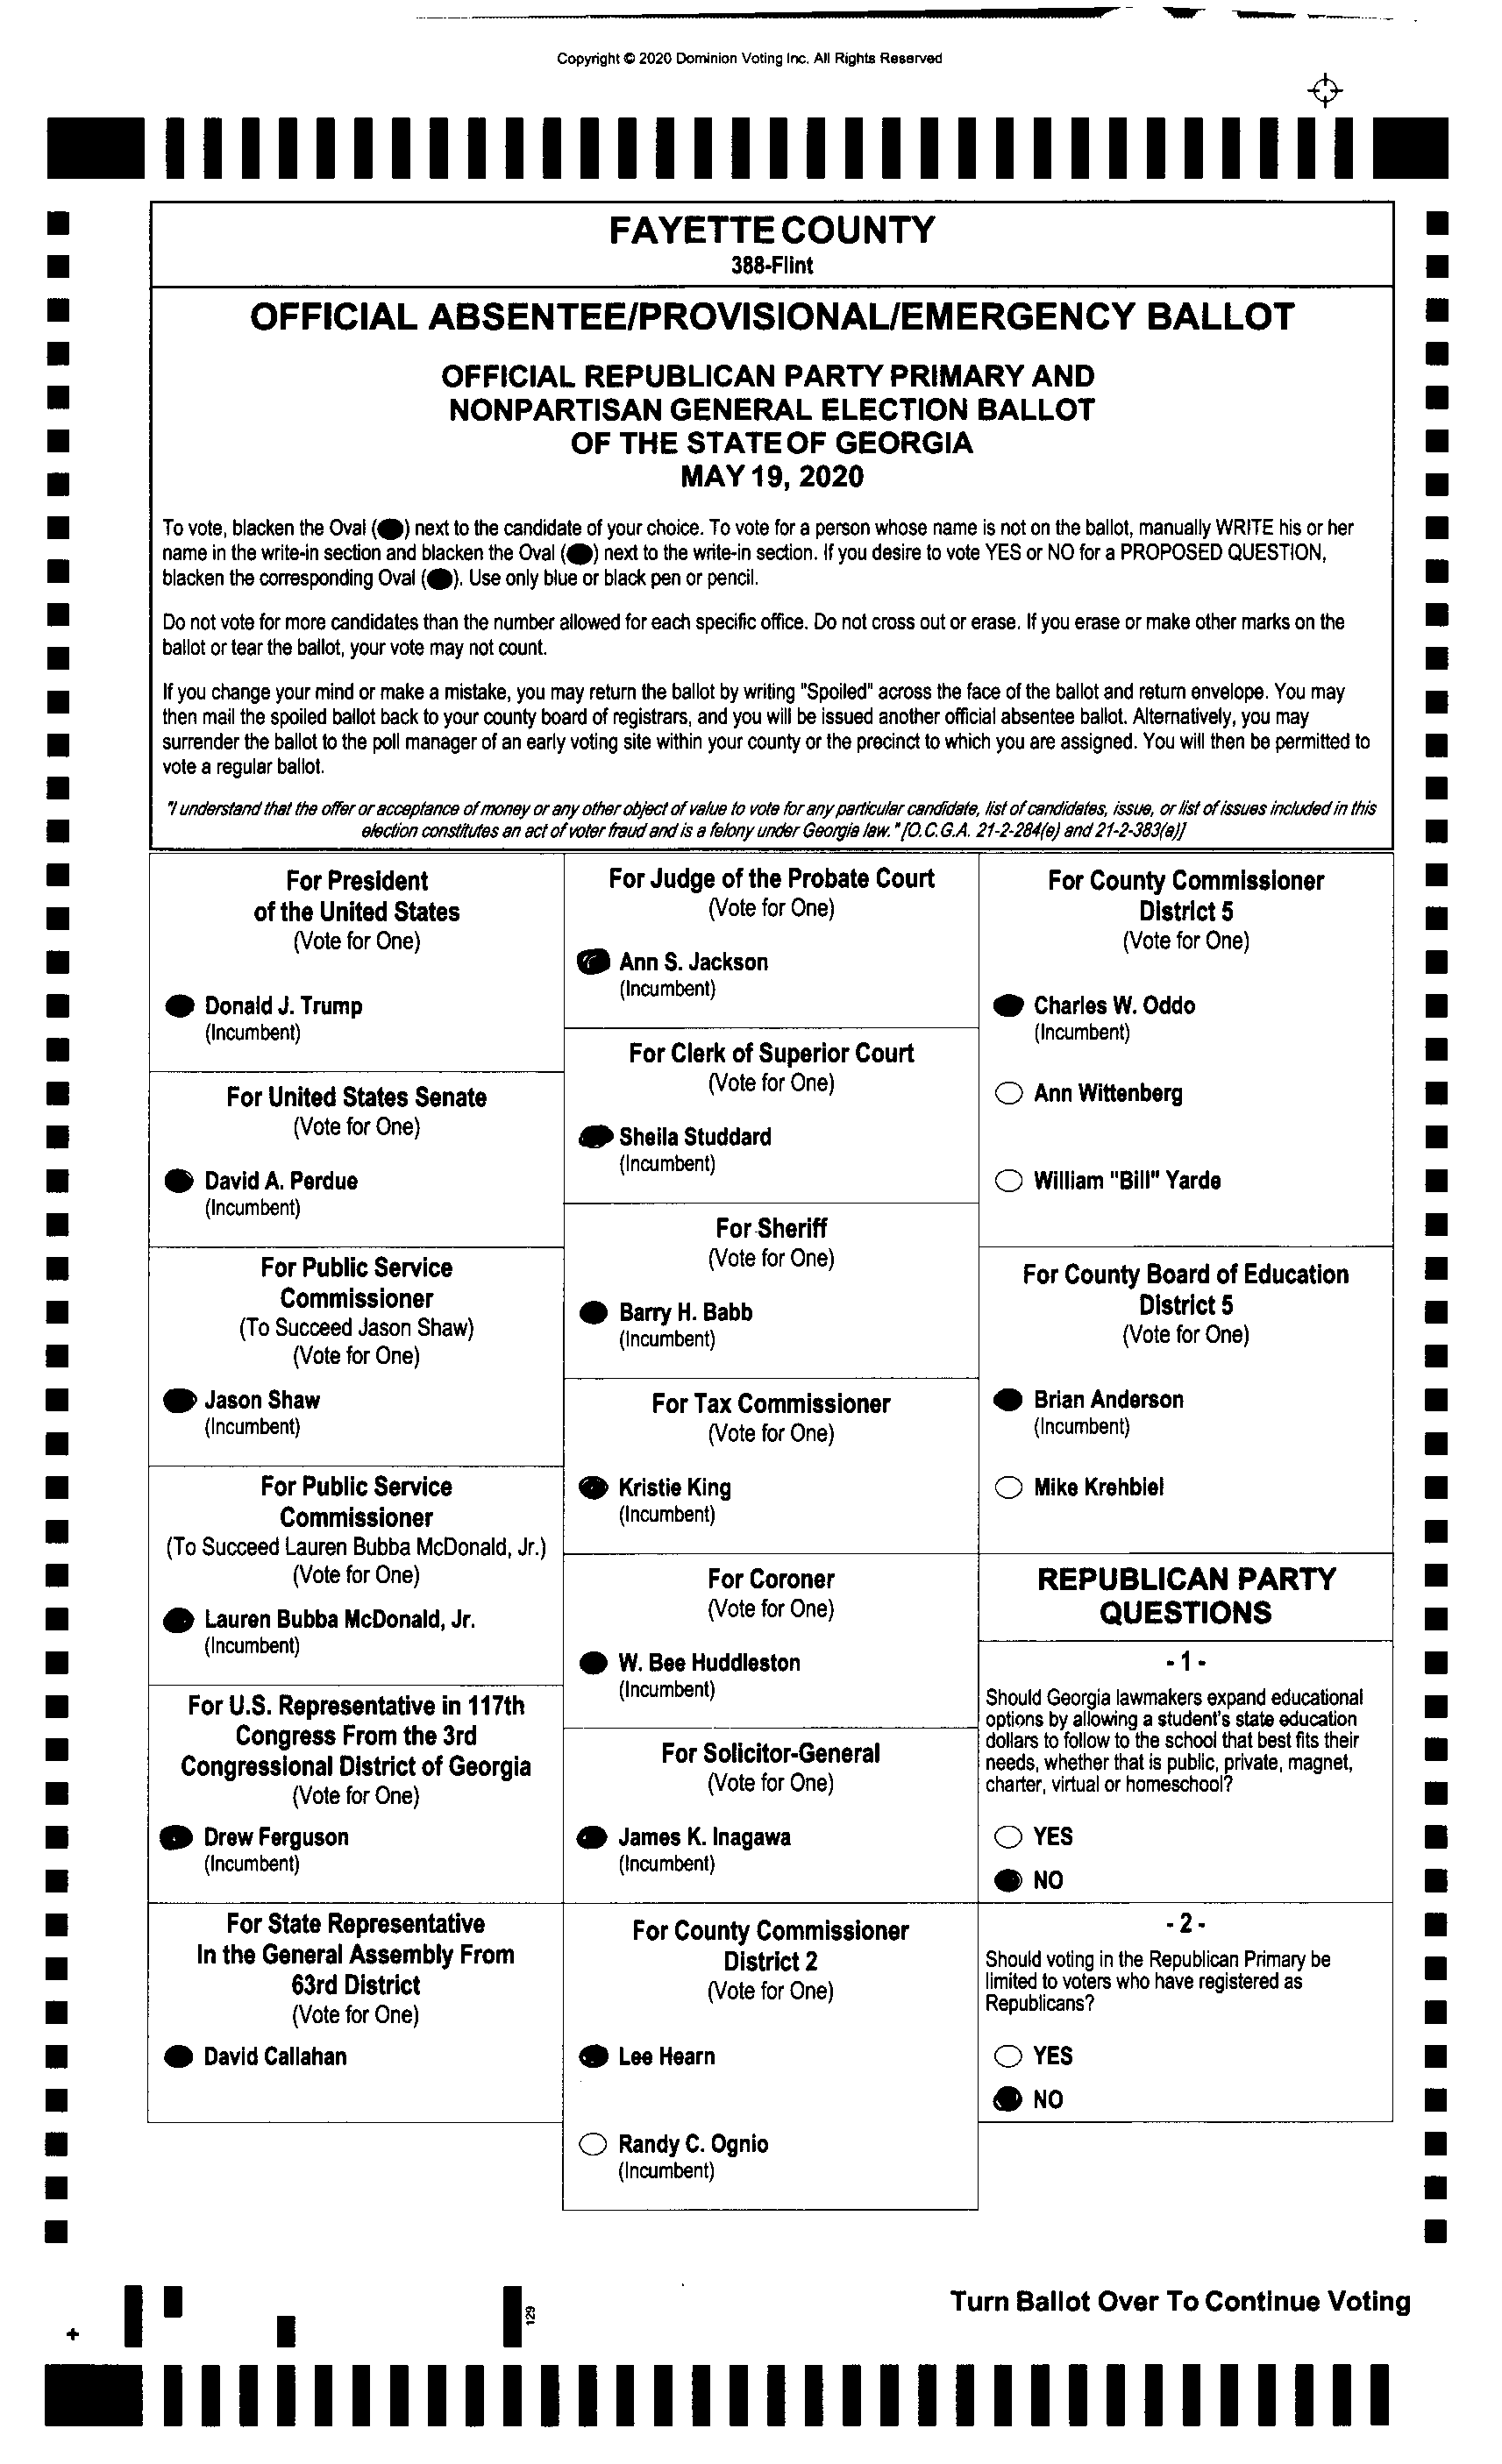 Copyright © 2020 Dominion Voting Inc. All Rights Reserved
FAYETTE COUNTY
388-Flint
OFFICIAL ABSENTEE/PROVISIONAL/EMERGENCY BALLOT
OFFICIAL REPUBLICAN PARTY PRIMARY AND
NONPARTISAN GENERAL ELECTION BALLOT
OF THE STATE OF GEORGIA
MAY 19, 2020
To vote, blacken the Oval ( ) next to the candidate of your choice. To vote for a person whose name is not on the ballot, manually WRITE his or her
name in the write-in section and blacken the Oval ( ) next to the write-in section. If you desire to vote YES or NO for a PROPOSED QUESTION,
blacken the corresponding Oval ( ). Use only blue or black pen or pencil.
Do not vote for more candidates than the number allowed for each specific office. Do not cross out or erase. If you erase or make other marks on the
ballot or tear the ballot, your vote may not count.
If you change your mind or make a mistake, you may return the ballot by writing "Spoiled" across the face of the ballot and return envelope. You may
then mail the spoiled ballot back to your county board of registrars, and you will be issued another official absentee ballot. Alternatively, you may
surrender the ballot to the poll manager of an early voting site within your county or the precinct to which you are assigned. You will then be permitted to
vote a regular ballot.
"I understand that the offer or acceptance of money or any other object of value to vote for any particular candidate, list of candidates, issue, or list of issues included in this
election constitutes an act of voter fraud and is a felony under Georgia law." [O.C.G.A. 21-2-284(e) and 21-2-383(a)]
For President
of the United States
(Vote for One)
Donald J. Trump
(Incumbent)
For United States Senate
(Vote for One)
David A. Perdue
(Incumbent)
For Public Service
Commissioner
(To Succeed Jason Shaw)
(Vote for One)
Jason Shaw
(Incumbent)
For Public Service
Commissioner
(To Succeed Lauren Bubba McDonald, Jr.)
(Vote for One)
Lauren Bubba McDonald, Jr.
(Incumbent)
For U.S. Representative in 117th
Congress From the 3rd
Congressional District of Georgia
(Vote for One)
Drew Ferguson
(Incumbent)
For State Representative
In the General Assembly From
63rd District
(Vote for One)
David Callahan
For Judge of the Probate Court
(Vote for One)
Ann S. Jackson
(Incumbent)
For Clerk of Superior Court
(Vote for One)
Sheila Studdard
(Incumbent)
For Sheriff
(Vote for One)
Barry H. Babb
(Incumbent)
For Tax Commissioner
(Vote for One)
Kristie King
(Incumbent)
For Coroner
(Vote for One)
W. Bee Huddleston
(Incumbent)
For Solicitor-General
(Vote for One)
James K. Inagawa
(Incumbent)
For County Commissioner
District 2
(Vote for One)
Lee Hearn
Randy C. Ognio
(Incumbent)
For County Commissioner
District 5
(Vote for One)
Charles W. Oddo
(Incumbent)
Ann Wittenberg
William "Bill" Yarde
For County Board of Education
District 5
(Vote for One)
Brian Anderson
(Incumbent)
Mike Krehbiel
REPUBLICAN PARTY
QUESTIONS
- 1 -
Should Georgia lawmakers expand educational
options by allowing a student's state education
dollars to follow to the school that best fits their
needs, whether that is public, private, magnet,
charter, virtual or homeschool?
YES
NO
- 2 -
Should voting in the Republican Primary be
limited to voters who have registered as
Republicans?
YES
NO
Turn Ballot Over To Continue Voting
129